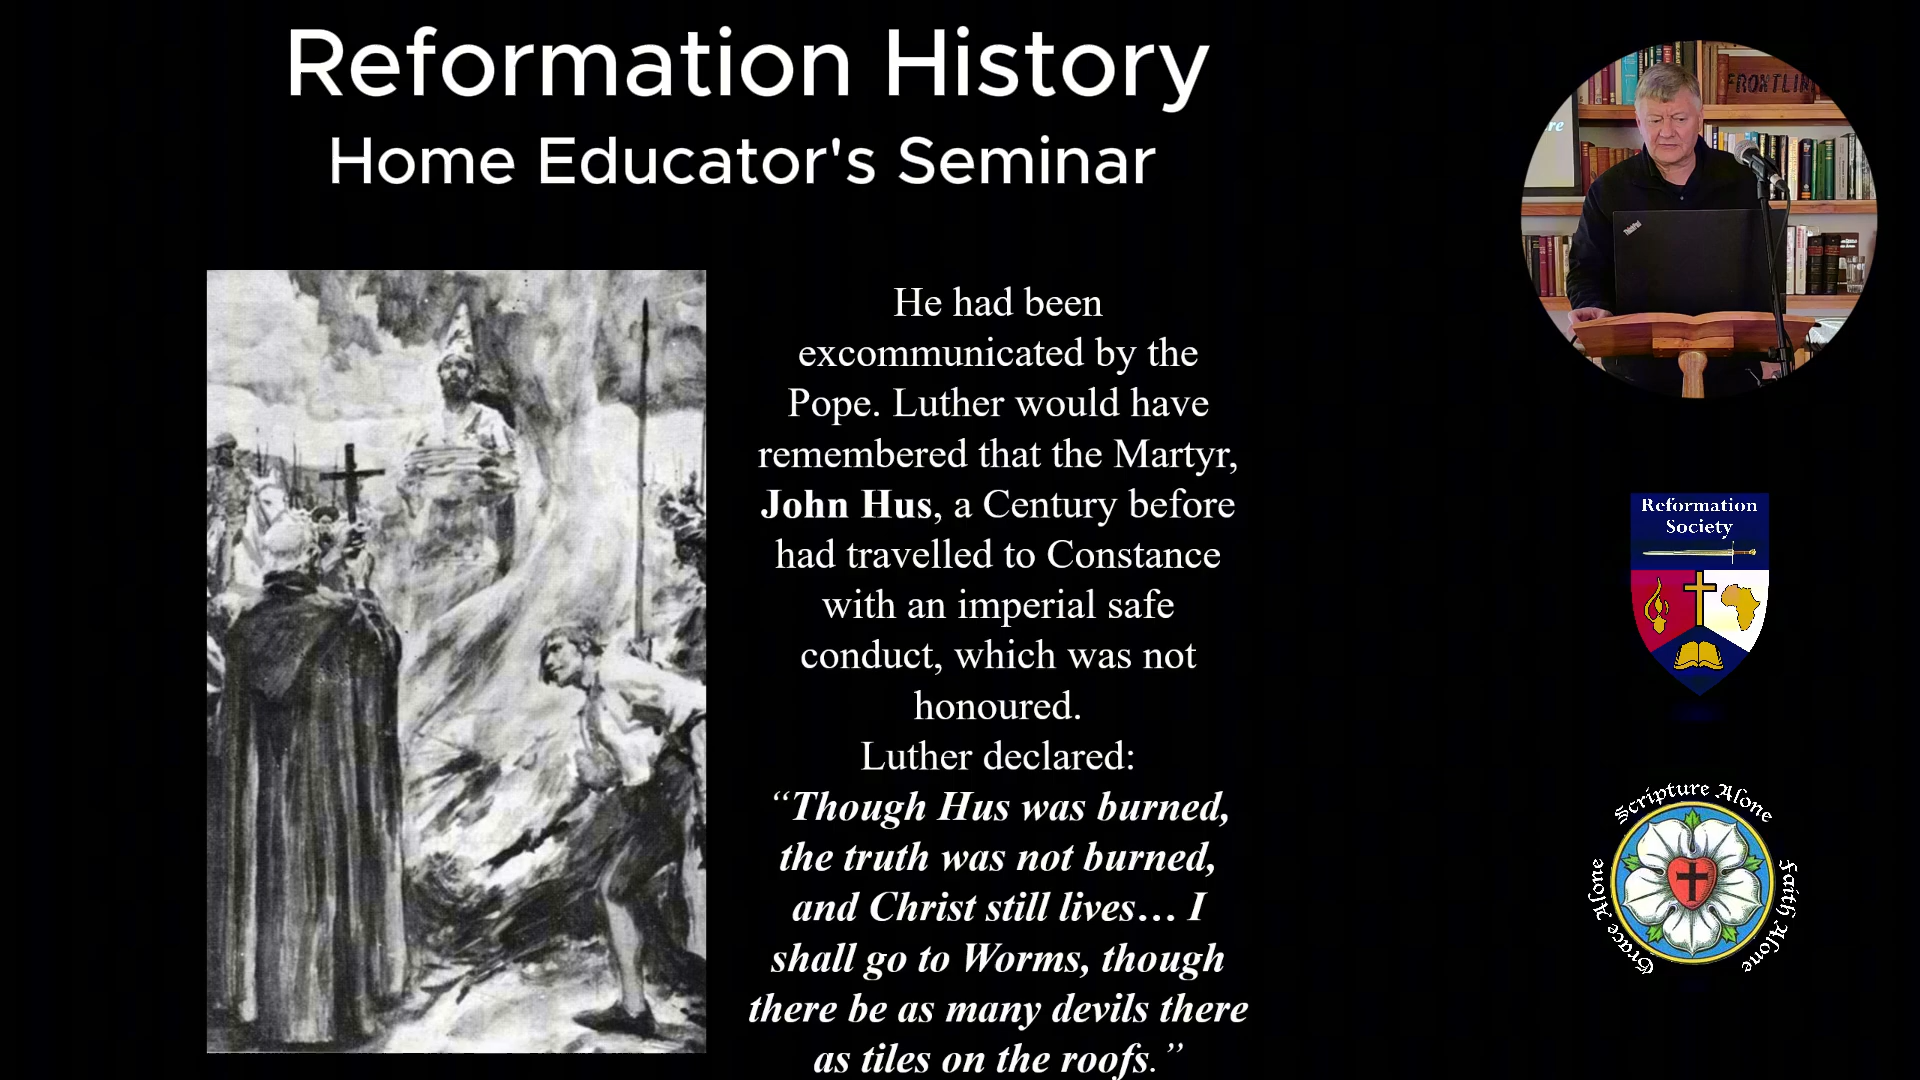 Reformation History
Home Educator's Seminar
He had been
excommunicated by the
Pope. Luther would have
remembered that the Martyr,
John Hus, a Century before
had travelled to Constance
with an imperial safe
conduct, which was not
honoured.
Luther declared:
“Though Hus was burned,
the truth was not burned,
and Christ still lives… I
shall go to Worms, though
there be as many devils there
as tiles on the roofs.”
FRONTLIN
re
ThinkPad
Reformation
Society
Scripture Alone
Faith Alone
Grace Alone